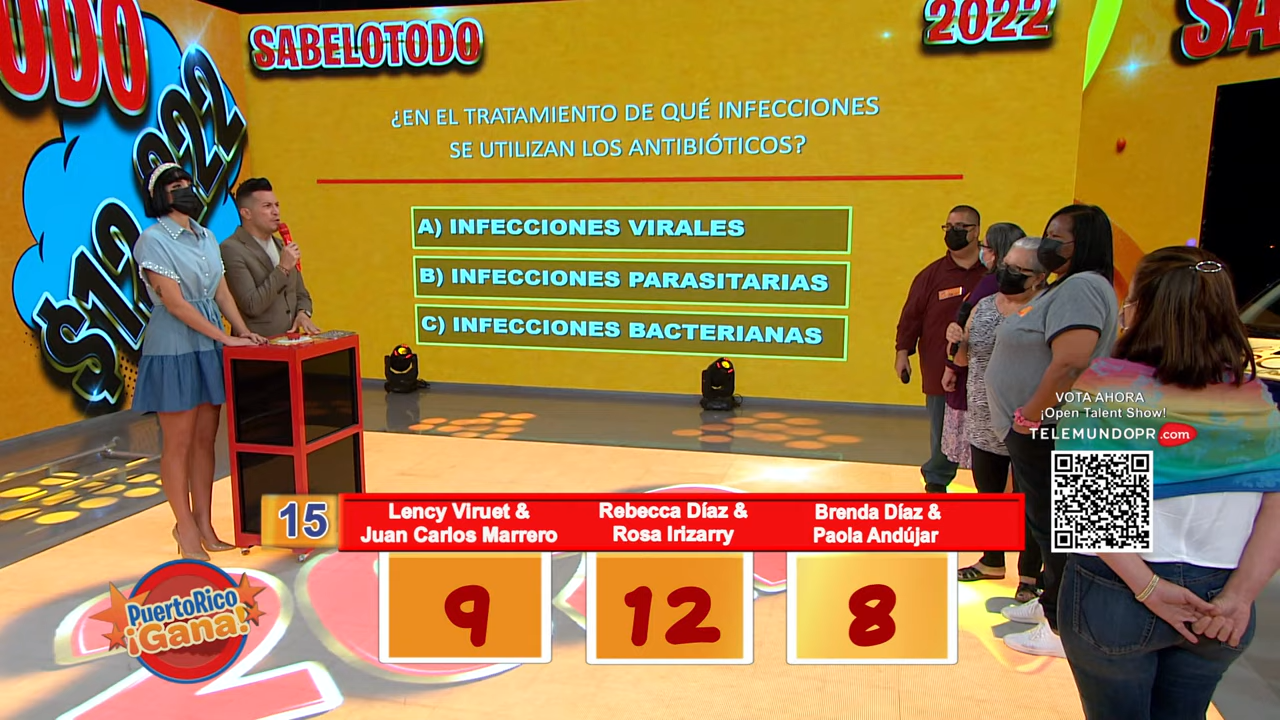 ODO
$12,822
SABELOTODO
2022
SA
¿EN EL TRATAMIENTO DE QUÉ INFECCIONES
SE UTILIZAN LOS ANTIBIÓTICOS?
A) INFECCIONES VIRALES
B) INFECCIONES PARASITARIAS
C) INFECCIONES BACTERIANAS
VOTA AHORA
¡Open Talent Show!
TELEMUNDOPR.com
15
Lency Viruet &
Juan Carlos Marrero
Rebecca Díaz &
Rosa Irizarry
Brenda Díaz &
Paola Andújar
9
12
8
PuertoRico
¡Gana!